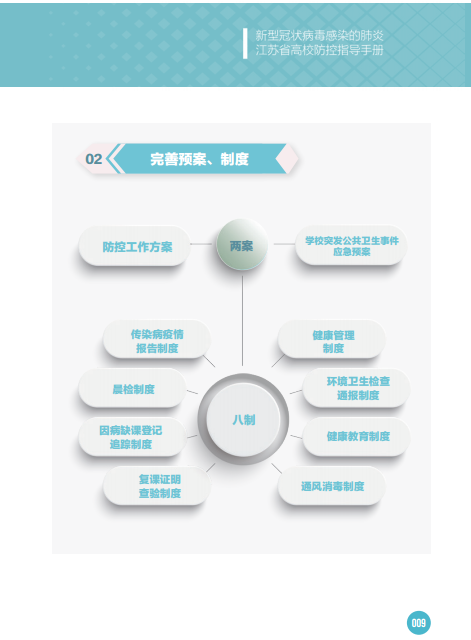 新型冠状病毒感染的肺炎
江苏省高校防控指导手册
02 完善预案、制度
防控工作方案
两案
学校突发公共卫生事件
应急预案
传染病疫情
报告制度
健康管理
制度
晨检制度
环境卫生检查
通报制度
八制
因病缺课登记
追踪制度
健康教育制度
复课证明
查验制度
通风消毒制度
009